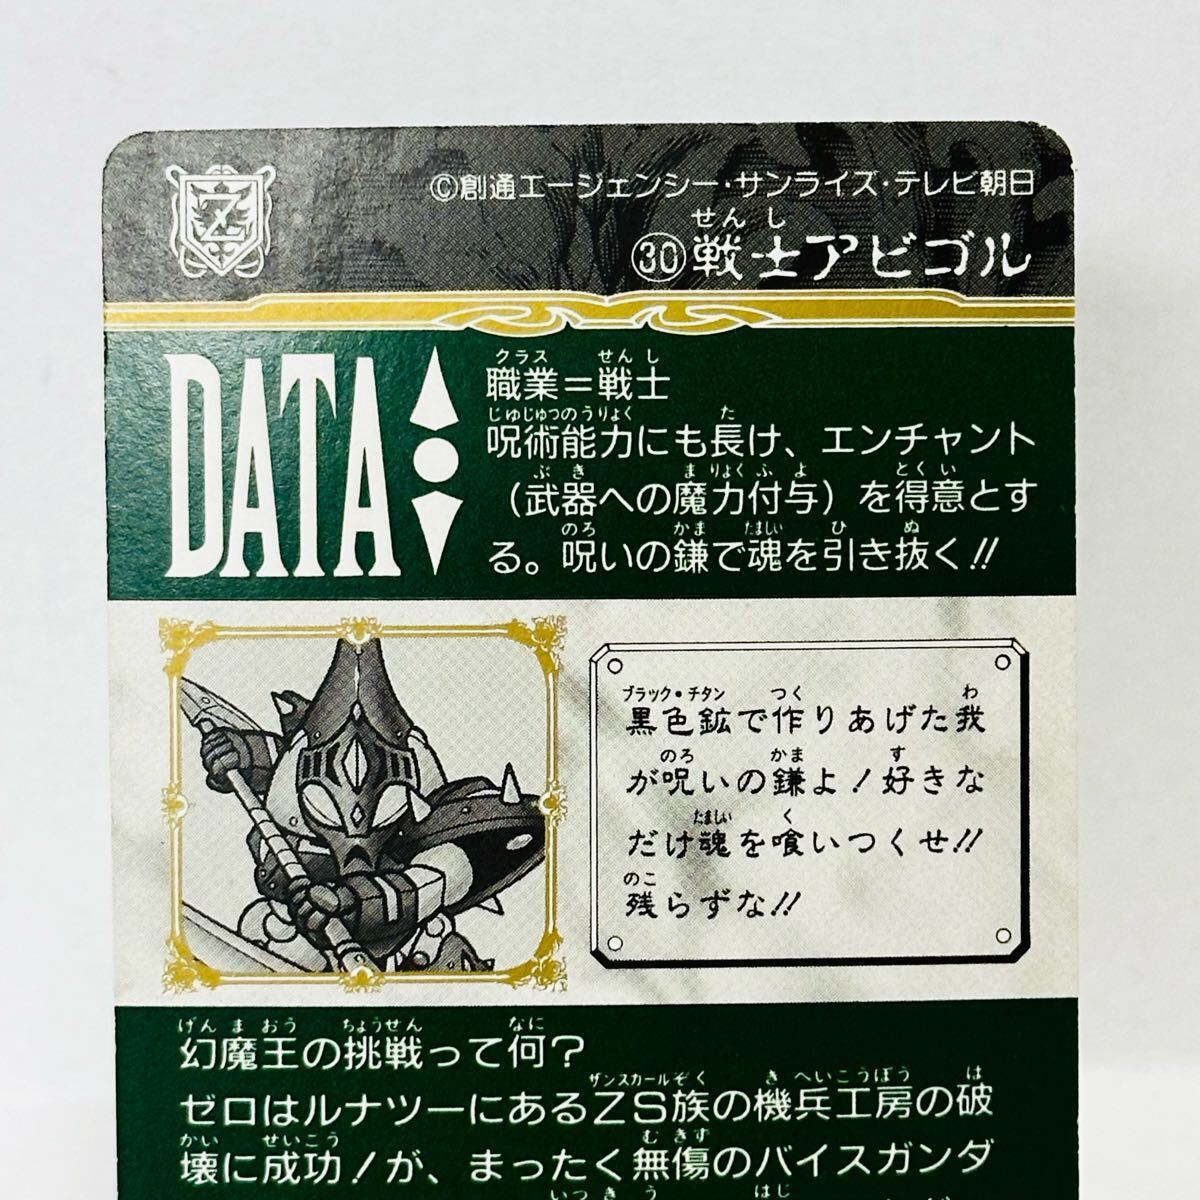 Z
©創通エージェンシー・サンライズ・テレビ朝日
せんし
㉚戦士アビゴル
DATA
クラス せんし
職業＝戦士
じゅじゅつのうりょく た
呪術能力にも長け、エンチャント
ぶき まりょくふよ とくい
（武器への魔力付与）を得意とす
のろ かま たましい ひ ぬ
る。呪いの鎌で魂を引き抜く!!
ブラック・チタン つく わ
黒色鉱で作りあげた我
のろ かま す
が呪いの鎌よ！好きな
たましい く
だけ魂を喰いつくせ!!
のこ
残らずな!!
げんまおう ちょうせん なに
幻魔王の挑戦って何？
ザンスカールぞく きへいこうぼう は
ゼロはルナツーにあるZS族の機兵工房の破
かい せいこう むきず
壊に成功！が、まったく無傷のバイスガンダ
いっきう はじ